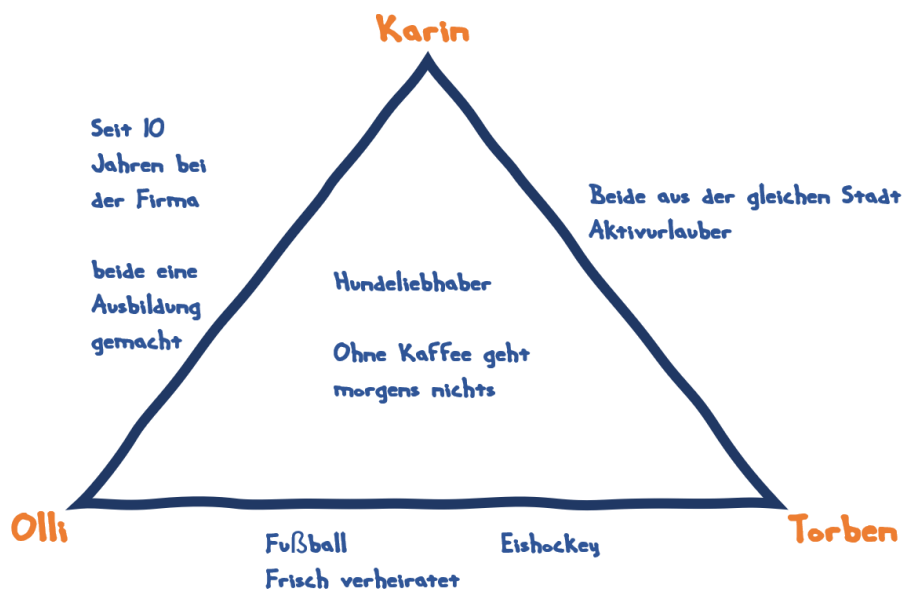 Karin
Seit 10
Jahren bei
der Firma
beide eine
Ausbildung
gemacht
Beide aus der gleichen Stadt
Aktivurlauber
Hundeliebhaber
Ohne Kaffee geht
morgens nichts
Olli
Torben
Fußball
Frisch verheiratet
Eishockey